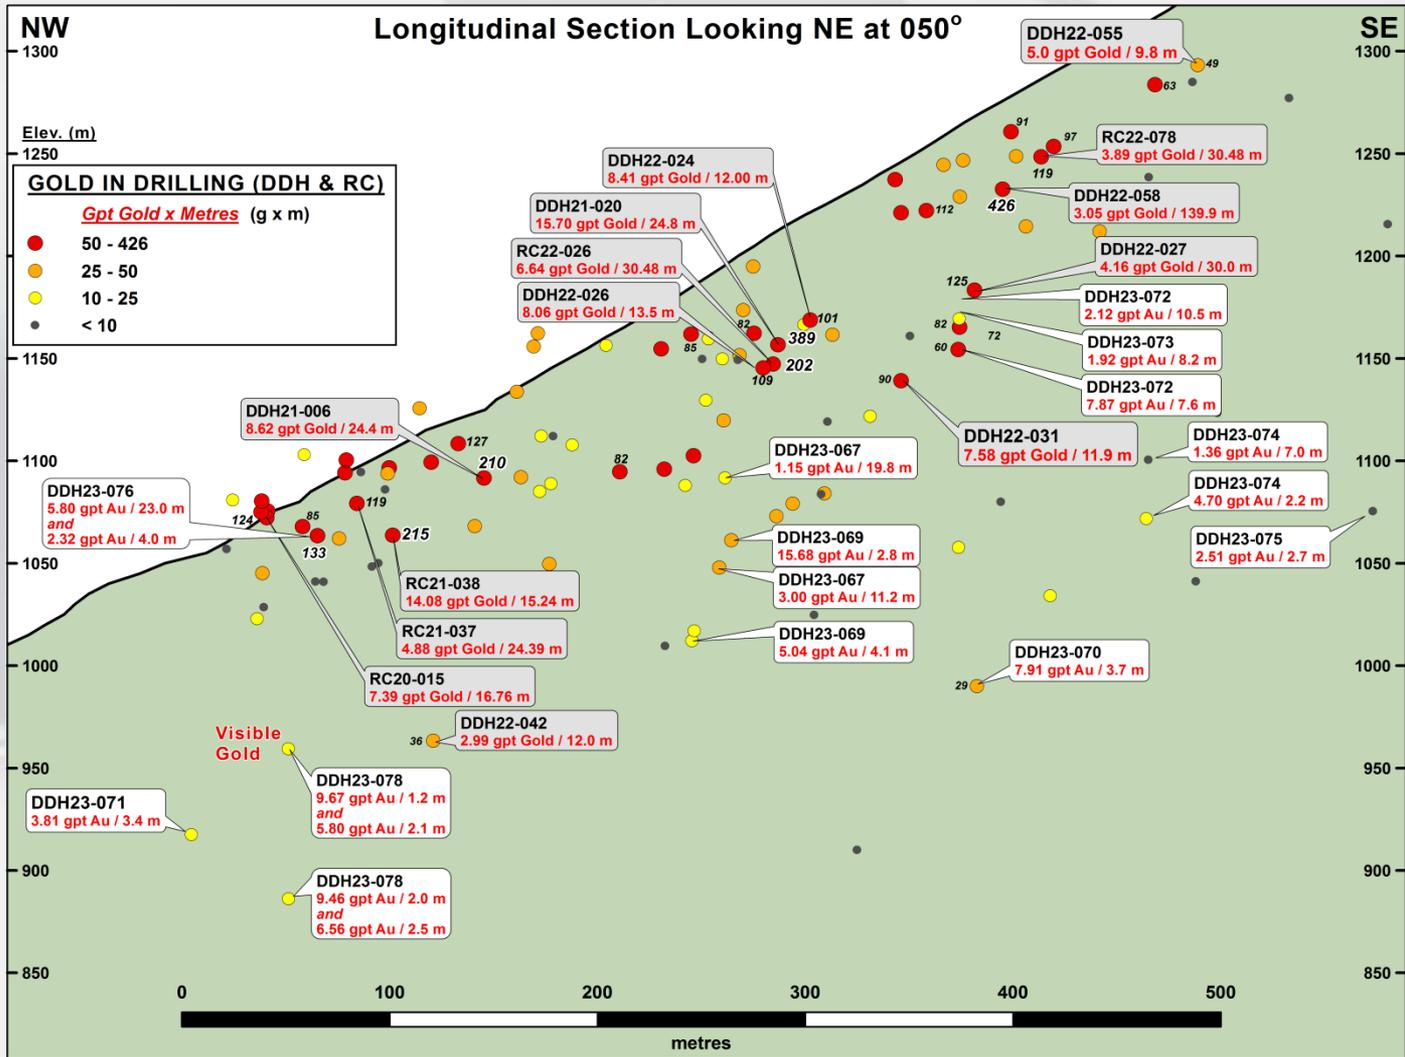 NW
Longitudinal Section Looking NE at 050°
SE
1300
1300
Elev. (m)
1250
1250
1200
1150
1150
1100
1100
1050
1050
1000
1000
950
950
900
900
850
850
GOLD IN DRILLING (DDH & RC)
Gpt Gold x Metres (g x m)
50 - 426
25 - 50
10 - 25
< 10
DDH22-055
5.0 gpt Gold / 9.8 m
49
63
91
97
RC22-078
3.89 gpt Gold / 30.48 m
119
DDH22-024
8.41 gpt Gold / 12.00 m
DDH22-058
3.05 gpt Gold / 139.9 m
426
112
DDH21-020
15.70 gpt Gold / 24.8 m
RC22-026
6.64 gpt Gold / 30.48 m
DDH22-026
8.06 gpt Gold / 13.5 m
DDH22-027
4.16 gpt Gold / 30.0 m
1200
125
DDH23-072
2.12 gpt Au / 10.5 m
101
82
82
72
389
85
60
DDH23-073
1.92 gpt Au / 8.2 m
202
109
90
DDH23-072
7.87 gpt Au / 7.6 m
DDH21-006
8.62 gpt Gold / 24.4 m
127
210
82
DDH22-031
7.58 gpt Gold / 11.9 m
DDH23-067
1.15 gpt Au / 19.8 m
DDH23-074
1.36 gpt Au / 7.0 m
DDH23-074
4.70 gpt Au / 2.2 m
DDH23-076
5.80 gpt Au / 23.0 m
and
2.32 gpt Au / 4.0 m
124
85
119
133
215
DDH23-069
15.68 gpt Au / 2.8 m
DDH23-075
2.51 gpt Au / 2.7 m
RC21-038
14.08 gpt Gold / 15.24 m
DDH23-067
3.00 gpt Au / 11.2 m
RC21-037
4.88 gpt Gold / 24.39 m
DDH23-069
5.04 gpt Au / 4.1 m
DDH23-070
7.91 gpt Au / 3.7 m
29
RC20-015
7.39 gpt Gold / 16.76 m
DDH22-042
2.99 gpt Gold / 12.0 m
36
Visible
Gold
DDH23-078
9.67 gpt Au / 1.2 m
and
5.80 gpt Au / 2.1 m
DDH23-071
3.81 gpt Au / 3.4 m
DDH23-078
9.46 gpt Au / 2.0 m
and
6.56 gpt Au / 2.5 m
0
100
200
300
400
500
metres